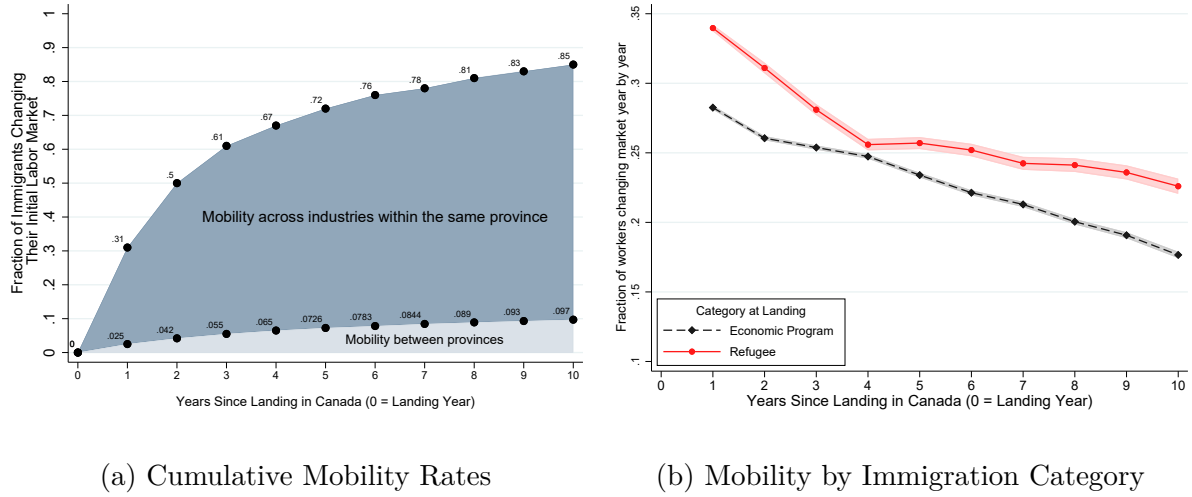 Fraction of Immigrants Changing
Their Initial Labor Market
1
.9
.8
.7
.6
.5
.4
.3
.2
.1
0
0
.31
.5
.61
.67
.72
.76
.78
.81
.83
.85
Mobility across industries within the same province
.025
.042
.055
.065
.0726
.0783
.0844
.089
.093
.097
Mobility between provinces
0 1 2 3 4 5 6 7 8 9 10
Years Since Landing in Canada (0 = Landing Year)
(a) Cumulative Mobility Rates
Fraction of workers changing market year by year
.35
.3
.25
.2
.15
.1
Category at Landing
Economic Program
Refugee
0 1 2 3 4 5 6 7 8 9 10
Years Since Landing in Canada (0 = Landing Year)
(b) Mobility by Immigration Category